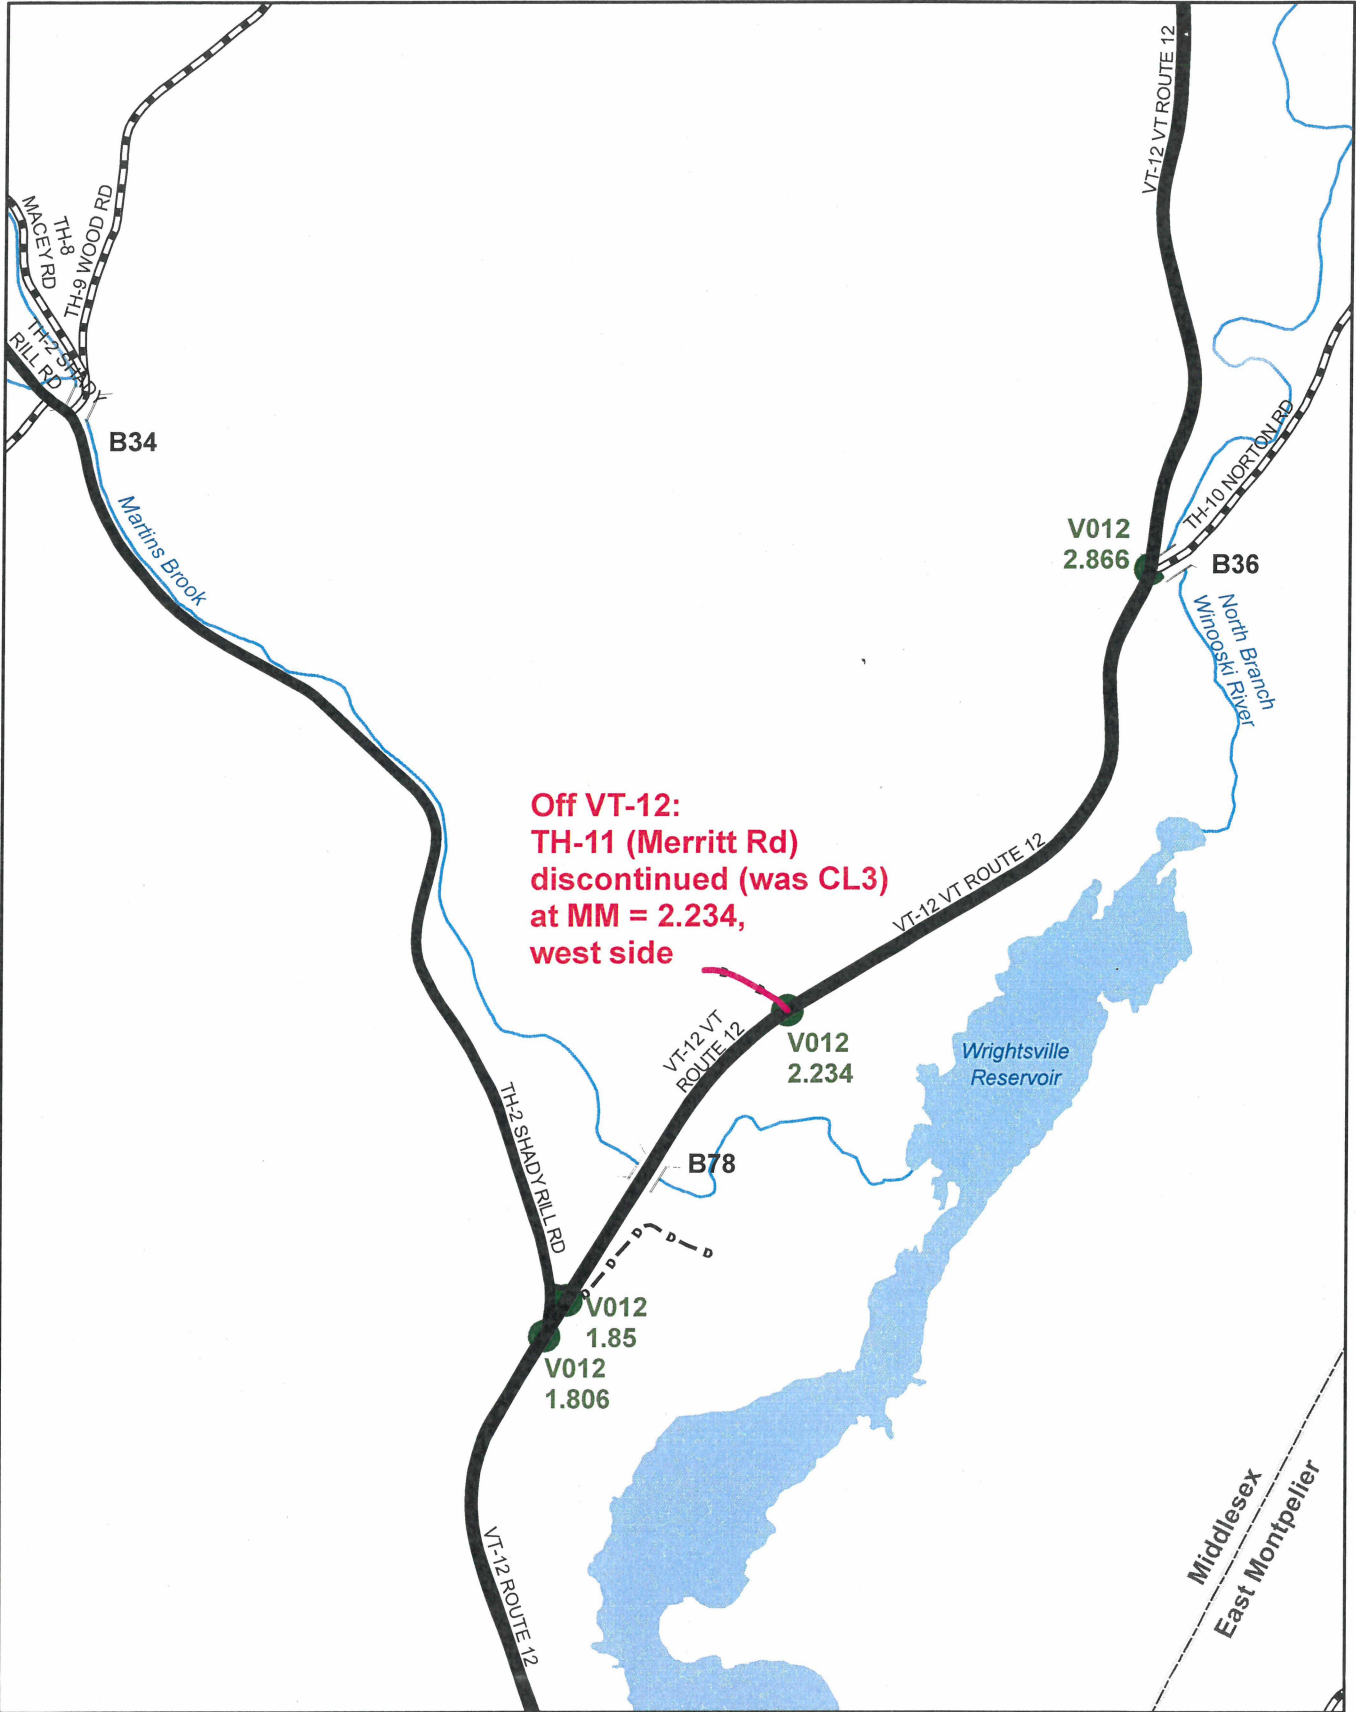 VT-12 VT ROUTE 12
TH-8
MACEY RD
TH-9 WOOD RD
TH-2 SHADY
RILL RD
B34
Martins Brook
TH-10 NORTON RD
V012
2.866
B36
North Branch
Winooski River
Off VT-12:
TH-11 (Merritt Rd)
discontinued (was CL3)
at MM = 2.234,
west side
VT-12 VT ROUTE 12
D
D
VT-12 VT
ROUTE 12
V012
2.234
Wrightsville
Reservoir
TH-2 SHADY RILL RD
B78
D
D
D
D
D
V012
1.85
V012
1.806
VT-12 ROUTE 12
Middlesex
East Montpelier